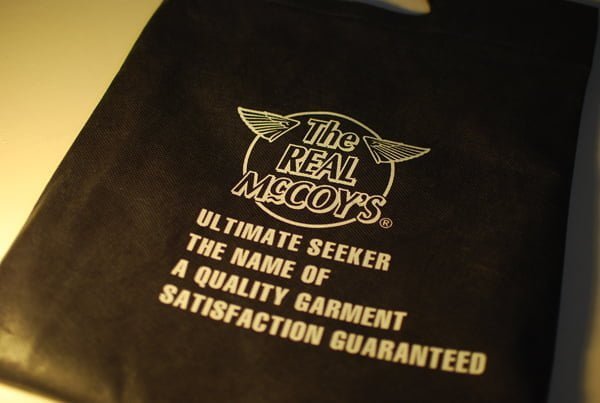 The
REAL
McCOY'S®
ULTIMATE SEEKER
THE NAME OF
A QUALITY GARMENT
SATISFACTION GUARANTEED